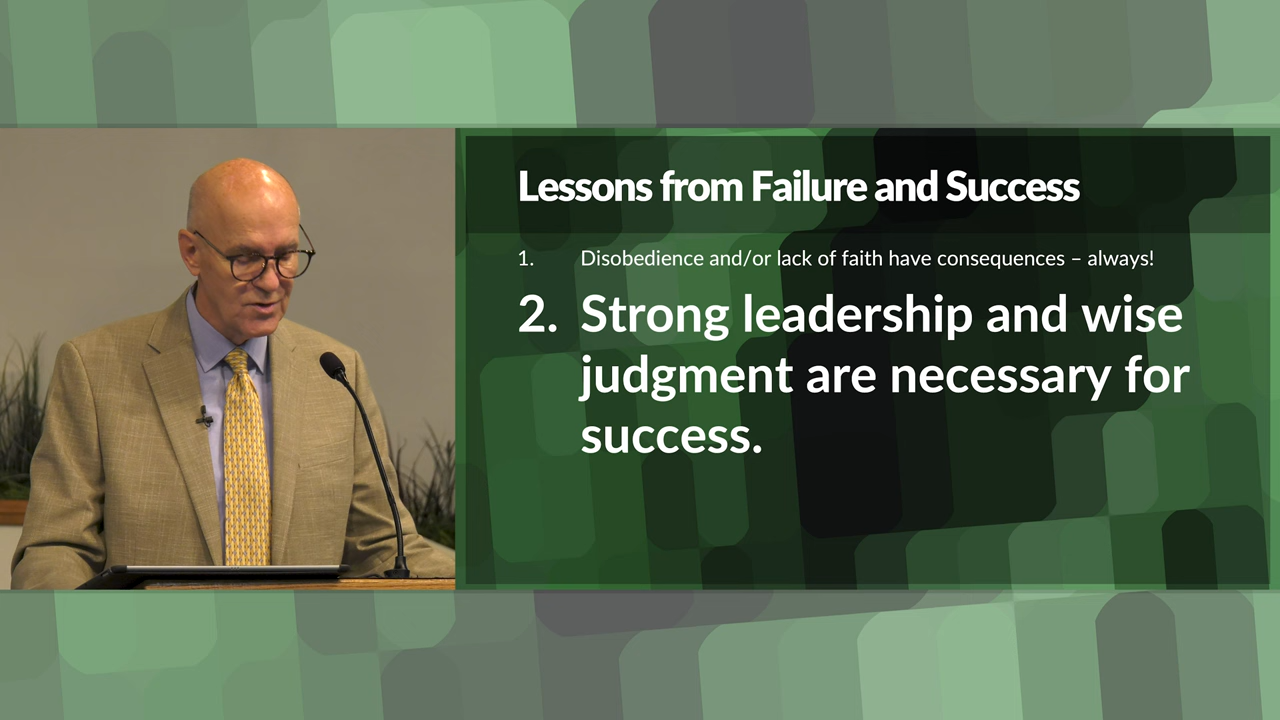 Lessons from Failure and Success
1. Disobedience and/or lack of faith have consequences – always!
2. Strong leadership and wise
judgment are necessary for
success.